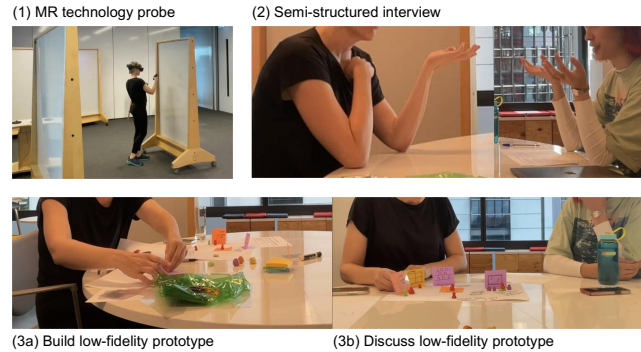 (1) MR technology probe
(2) Semi-structured interview
(3a) Build low-fidelity prototype
(3b) Discuss low-fidelity prototype